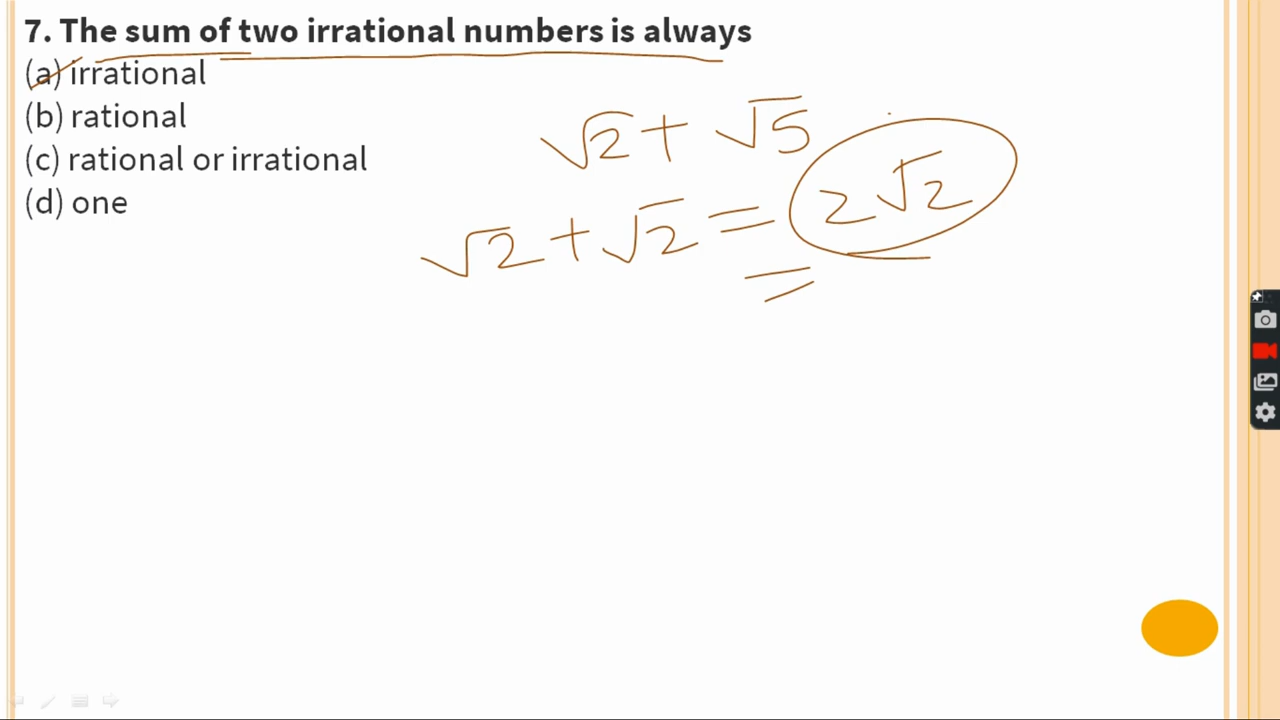 7. The sum of two irrational numbers is always
(a) irrational
(b) rational
(c) rational or irrational
(d) one
√2 + √5
√2 + √2 = 2√2
=